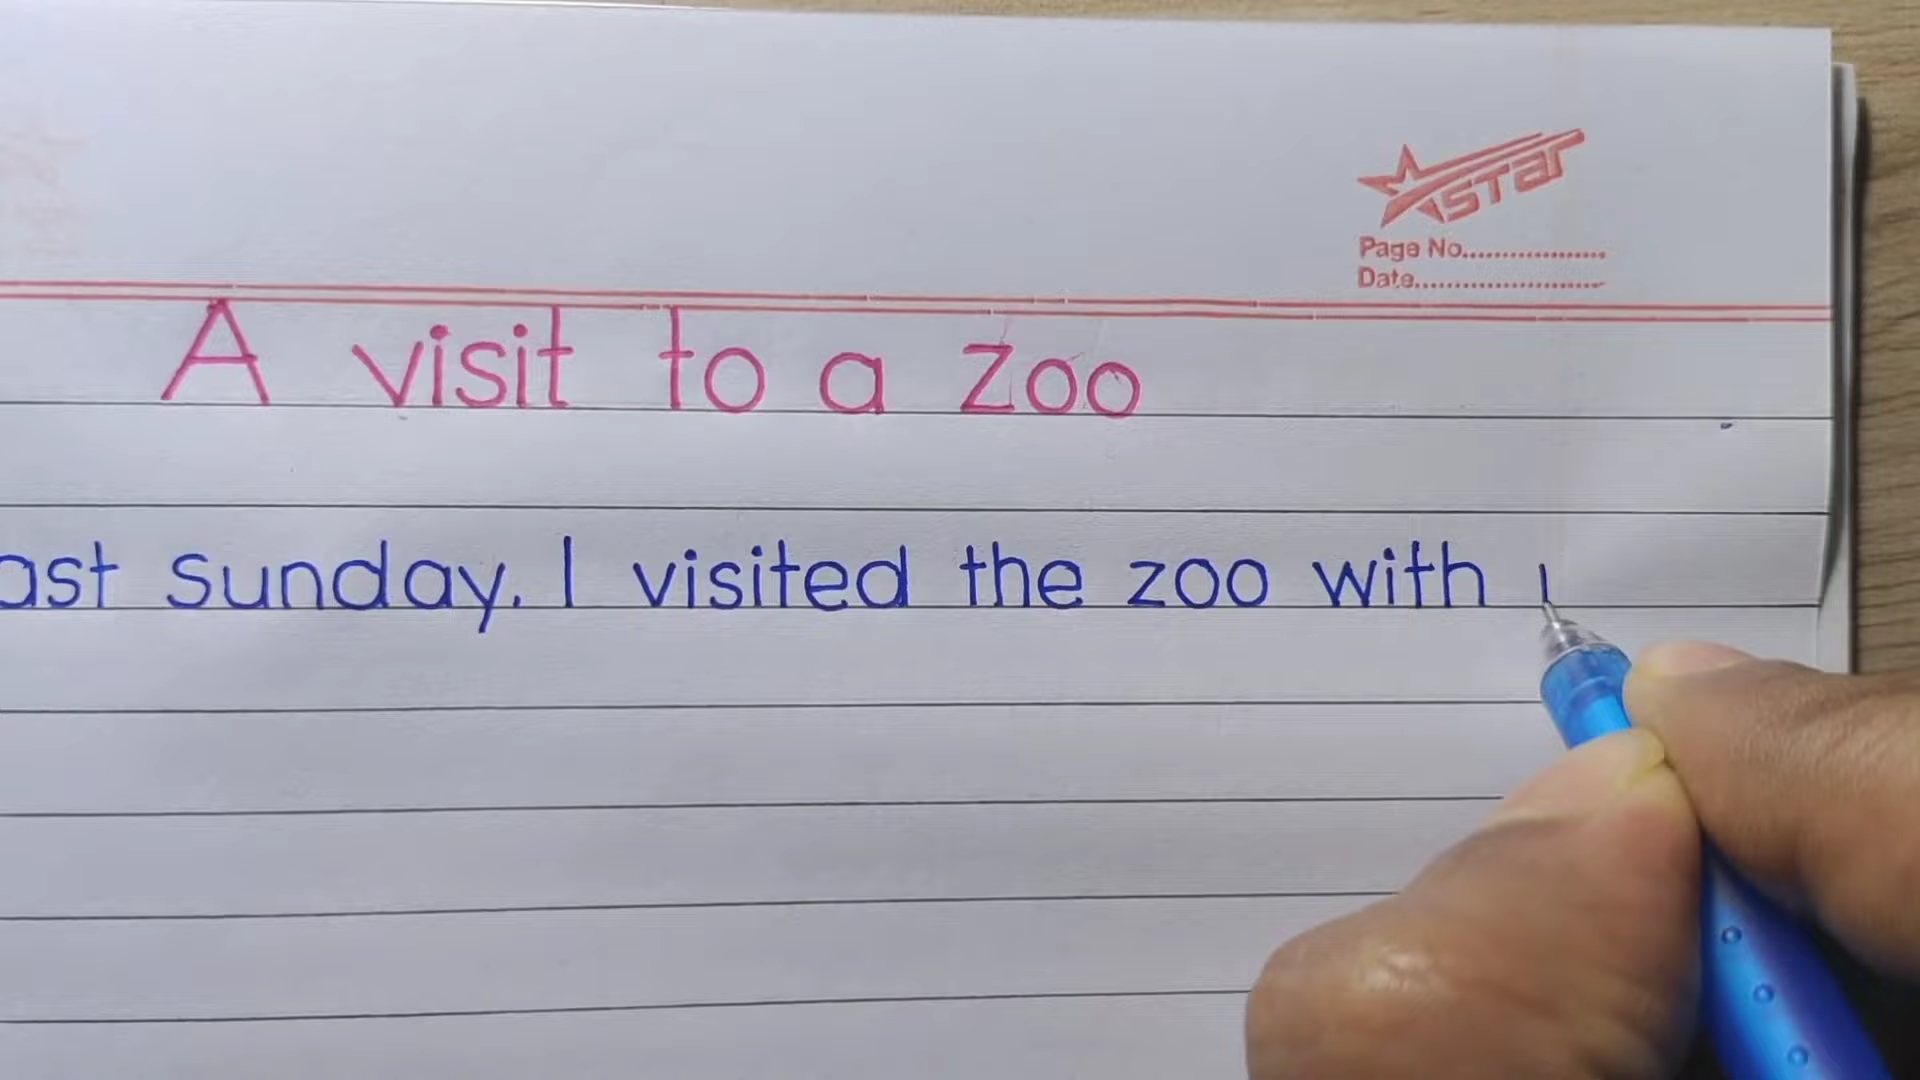 STAR
Page No..................
Date........................
A visit to a zoo
ast sunday. I visited the zoo with